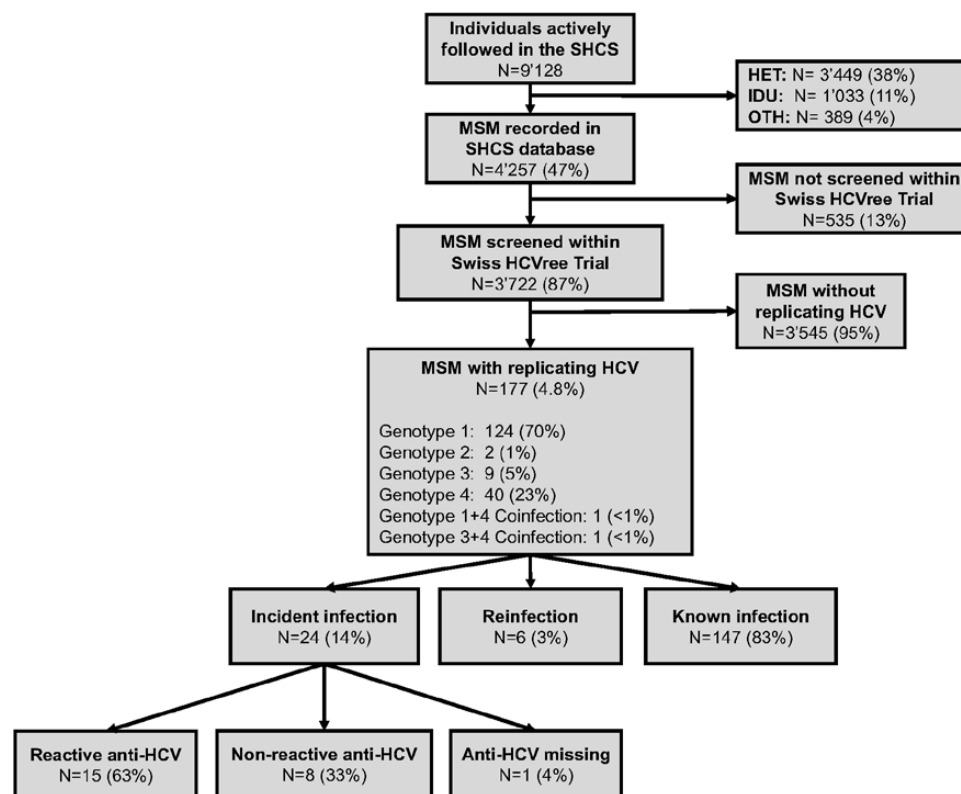 Individuals actively
followed in the SHCS
N=9'128
HET: N= 3'449 (38%)
IDU: N= 1'033 (11%)
OTH: N= 389 (4%)
MSM recorded in
SHCS database
N=4'257 (47%)
MSM not screened within
Swiss HCVree Trial
N=535 (13%)
MSM screened within
Swiss HCVree Trial
N=3'722 (87%)
MSM without
replicating HCV
N=3'545 (95%)
MSM with replicating HCV
N=177 (4.8%)
Genotype 1: 124 (70%)
Genotype 2: 2 (1%)
Genotype 3: 9 (5%)
Genotype 4: 40 (23%)
Genotype 1+4 Coinfection: 1 (<1%)
Genotype 3+4 Coinfection: 1 (<1%)
Incident infection
N=24 (14%)
Reinfection
N=6 (3%)
Known infection
N=147 (83%)
Reactive anti-HCV
N=15 (63%)
Non-reactive anti-HCV
N=8 (33%)
Anti-HCV missing
N=1 (4%)